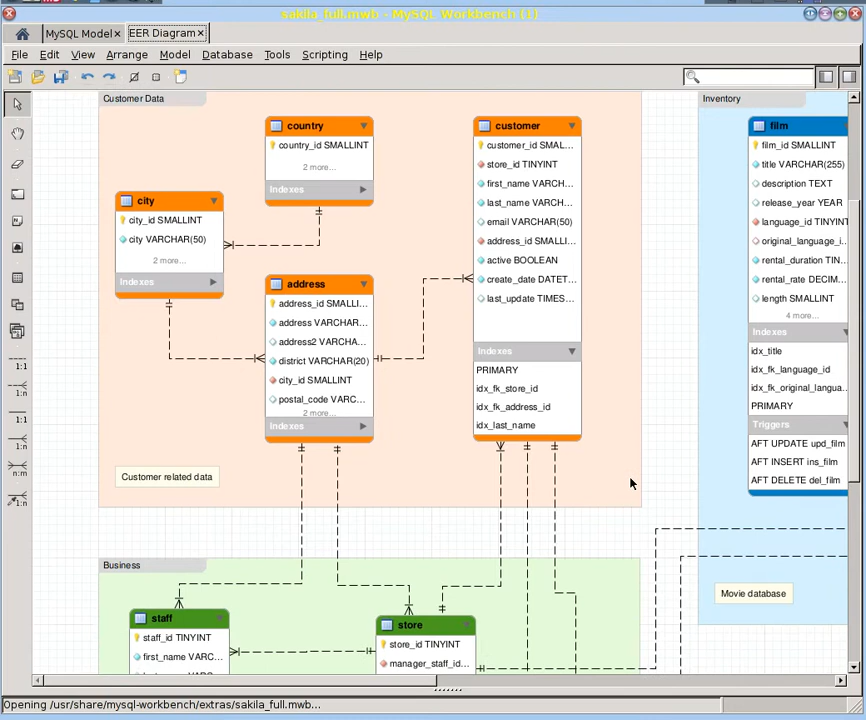 sakila_full.mwb - MySQL Workbench (1)
MySQL Model
EER Diagram
File Edit View Arrange Model Database Tools Scripting Help
Customer Data
country
country_id SMALLINT
2 more...
Indexes
city
city_id SMALLINT
city VARCHAR(50)
2 more...
Indexes
address
address_id SMALLI...
address VARCHAR...
address2 VARCHA...
district VARCHAR(20)
city_id SMALLINT
postal_code VARC...
2 more...
Indexes
customer
customer_id SMAL...
store_id TINYINT
first_name VARCH...
last_name VARCH...
email VARCHAR(50)
address_id SMALLI...
active BOOLEAN
create_date DATET...
last_update TIMES...
Indexes
PRIMARY
idx_fk_store_id
idx_fk_address_id
idx_last_name
Customer related data
Inventory
film
film_id SMALLINT
title VARCHAR(255)
description TEXT
release_year YEAR
language_id TINYINT
original_language_i...
rental_duration TIN...
rental_rate DECIM...
length SMALLINT
4 more...
Indexes
idx_title
idx_fk_language_id
idx_fk_original_langua...
PRIMARY
Triggers
AFT UPDATE upd_film
AFT INSERT ins_film
AFT DELETE del_film
Movie database
Business
staff
staff_id TINYINT
first_name VARC...
store
store_id TINYINT
manager_staff_id...
1:1
1:n
1:1
1:n
n:m
1:n
Opening /usr/share/mysql-workbench/extras/sakila_full.mwb...